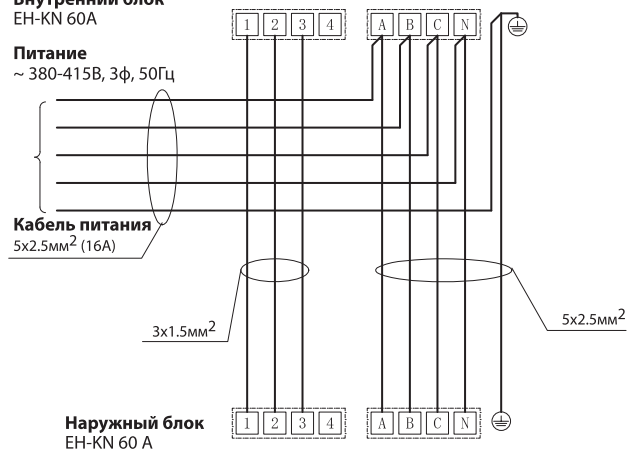 Внутренний блок
EH-KN 60A
1 2 3 4 A B C N
Питание
~ 380-415В, 3ф, 50Гц
Кабель питания
5x2.5мм² (16А)
3x1.5мм²
5x2.5мм²
Наружный блок
EH-KN 60 A
1 2 3 4 A B C N